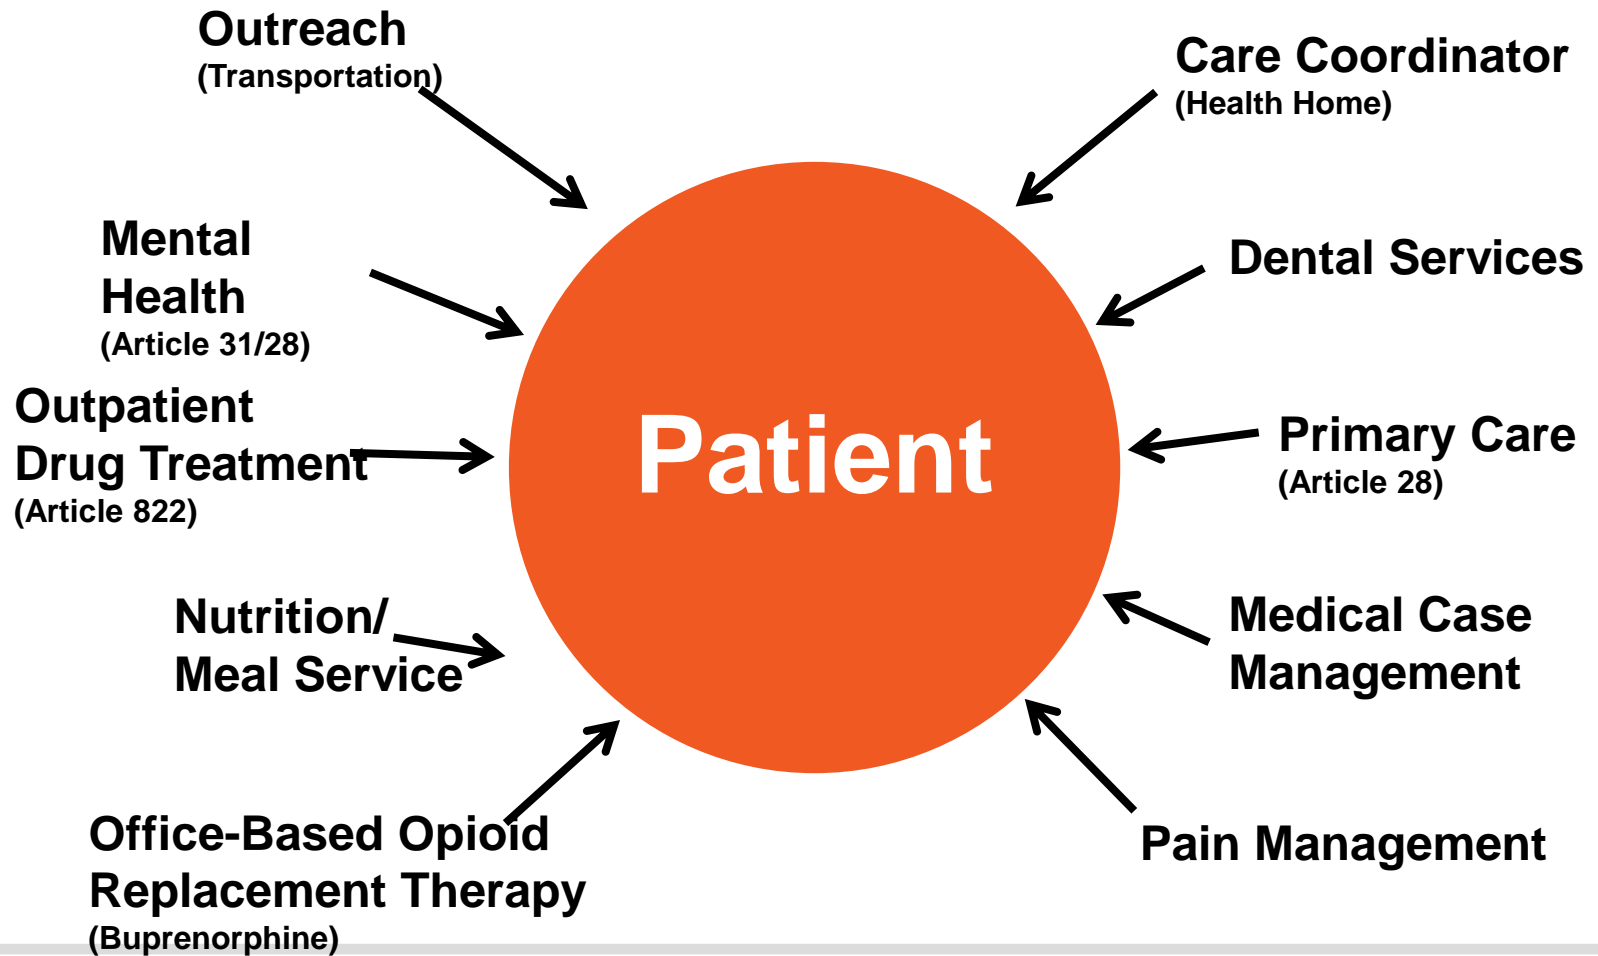 Outreach
(Transportation)
Care Coordinator
(Health Home)
Mental
Health
(Article 31/28)
Dental Services
Outpatient
Drug Treatment
(Article 822)
Patient
Primary Care
(Article 28)
Nutrition/
Meal Service
Medical Case
Management
Office-Based Opioid
Replacement Therapy
(Buprenorphine)
Pain Management